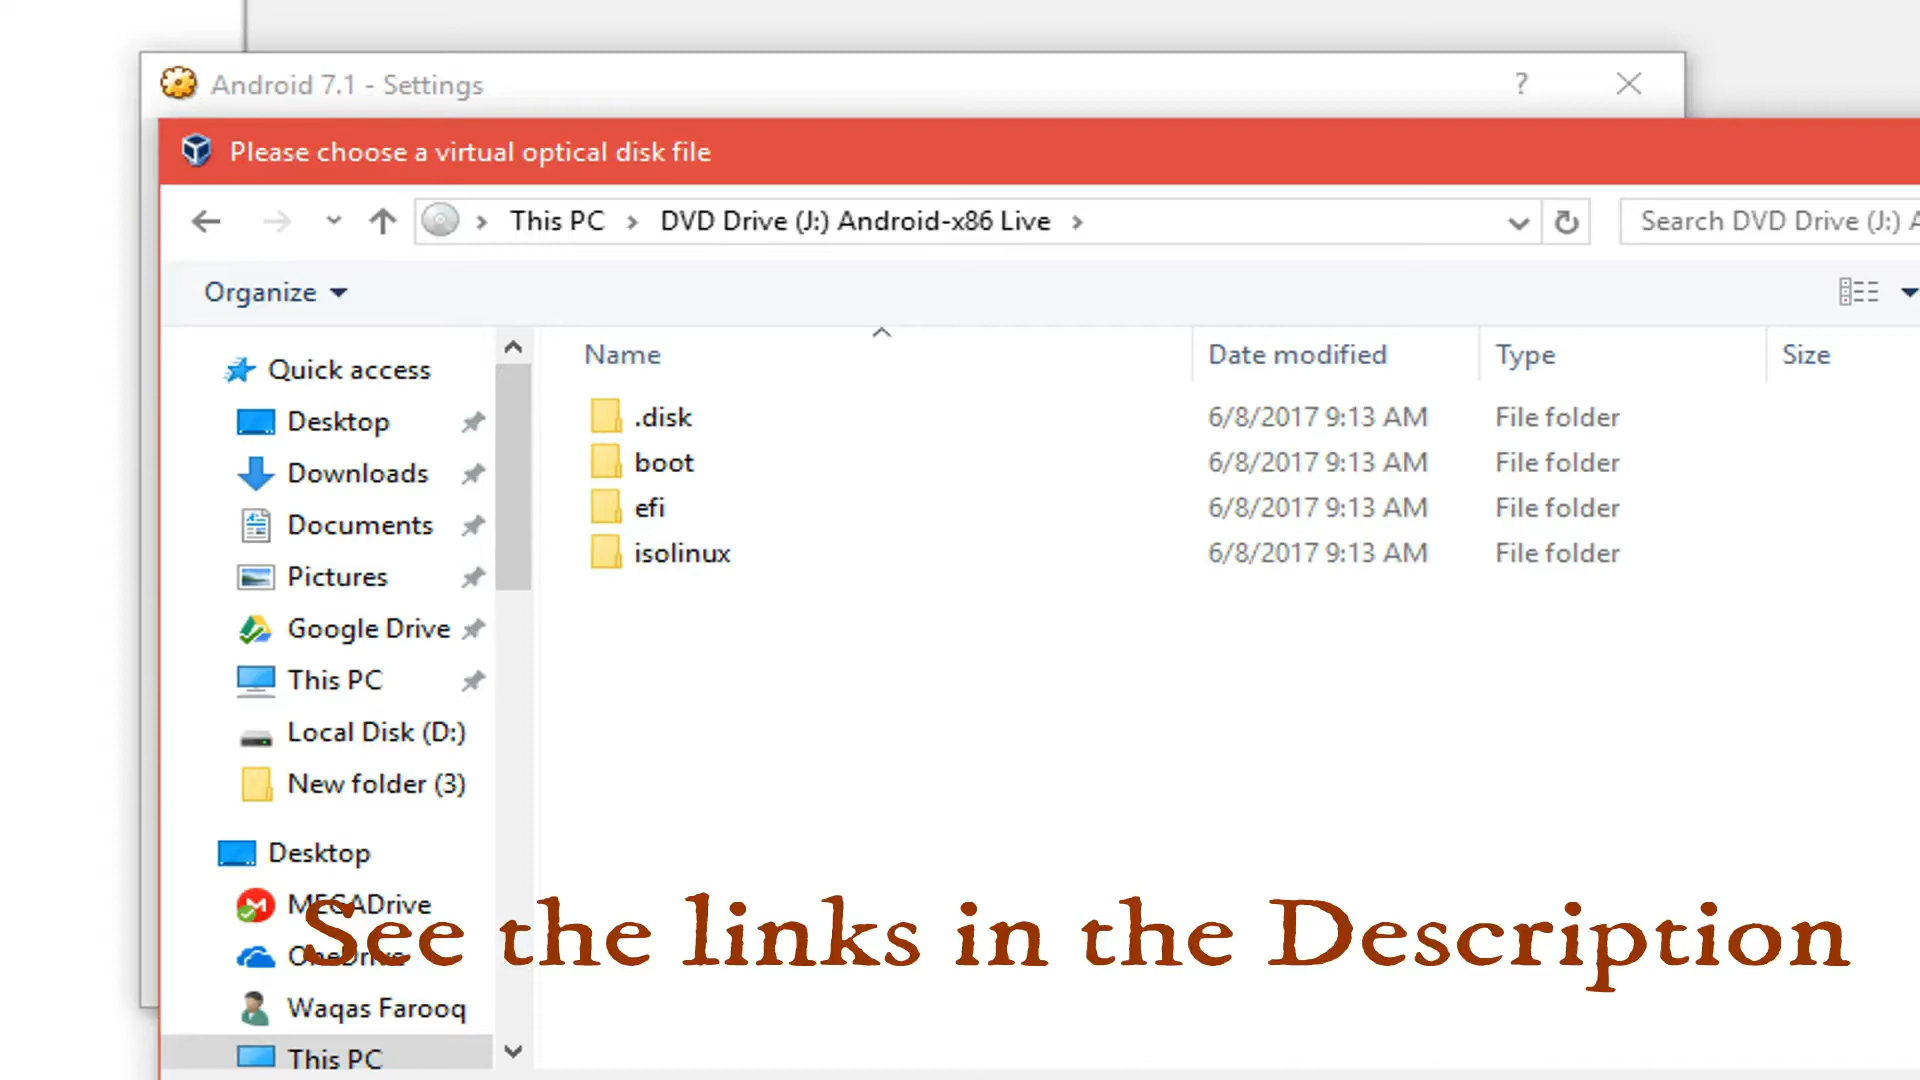 Android 7.1 - Settings
?
Please choose a virtual optical disk file
This PC > DVD Drive (J:) Android-x86 Live >
Search DVD Drive (J:) A
Organize
Name Date modified Type Size
.disk 6/8/2017 9:13 AM File folder
boot 6/8/2017 9:13 AM File folder
efi 6/8/2017 9:13 AM File folder
isolinux 6/8/2017 9:13 AM File folder
Quick access
Desktop
Downloads
Documents
Pictures
Google Drive
This PC
Local Disk (D:)
New folder (3)
Desktop
MEGADrive
OneDrive
Waqas Farooq
This PC
See the links in the Description